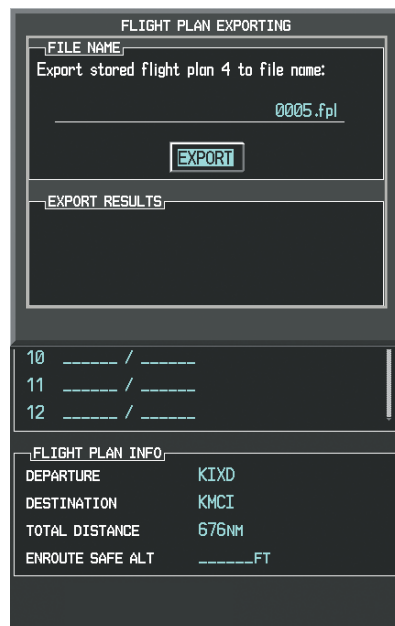 FLIGHT PLAN EXPORTING
FILE NAME
Export stored flight plan 4 to file name:
0005.fpl
EXPORT
EXPORT RESULTS
10 ______ / ______
11 ______ / ______
12 ______ / ______
FLIGHT PLAN INFO
DEPARTURE KIXD
DESTINATION KMCI
TOTAL DISTANCE 676NM
ENROUTE SAFE ALT ______FT